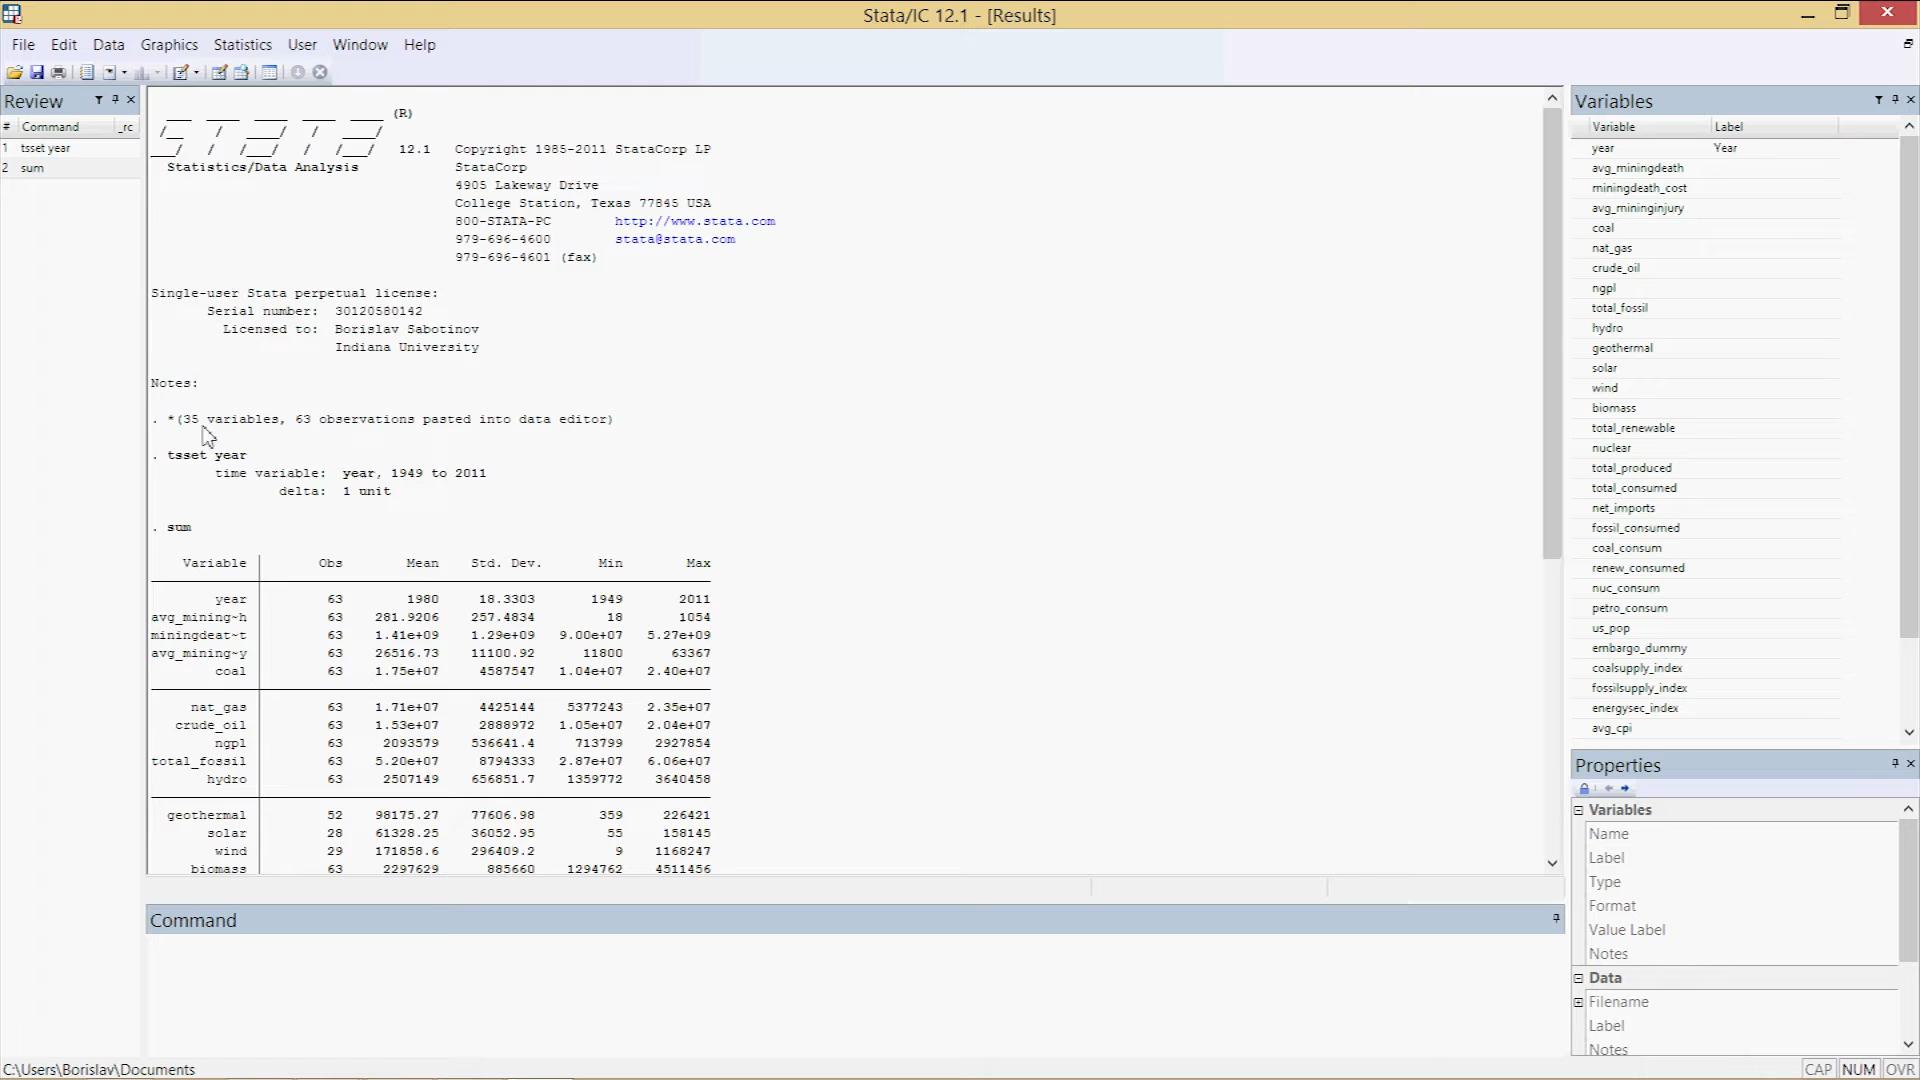 Stata/IC 12.1 - [Results]
File Edit Data Graphics Statistics User Window Help
Review
# Command _rc
1 tsset year
2 sum
(R)
12.1 Copyright 1985-2011 StataCorp LP
Statistics/Data Analysis StataCorp
4905 Lakeway Drive
College Station, Texas 77845 USA
800-STATA-PC http://www.stata.com
979-696-4600 stata@stata.com
979-696-4601 (fax)
Single-user Stata perpetual license:
Serial number: 30120580142
Licensed to: Borislav Sabotinov
Indiana University
Notes:
. *(35 variables, 63 observations pasted into data editor)
. tsset year
time variable: year, 1949 to 2011
delta: 1 unit
. sum
Variable Obs Mean Std. Dev. Min Max
year 63 1980 18.3303 1949 2011
avg_mining~h 63 281.9206 257.4834 18 1054
miningdeat~t 63 1.41e+09 1.29e+09 9.00e+07 5.27e+09
avg_mining~y 63 26516.73 11100.92 11800 63367
coal 63 1.75e+07 4587547 1.04e+07 2.40e+07
nat_gas 63 1.71e+07 4425144 5377243 2.35e+07
crude_oil 63 1.53e+07 2888972 1.05e+07 2.04e+07
ngpl 63 2093579 536641.4 713799 2927854
total_fossil 63 5.20e+07 8794333 2.87e+07 6.06e+07
hydro 63 2507149 656851.7 1359772 3640458
geothermal 52 98175.27 77606.98 359 226421
solar 28 61328.25 36052.95 55 158145
wind 29 171858.6 296409.2 9 1168247
biomass 63 2297629 885660 1294762 4511456
Command
Variables
Variable Label
year Year
avg_miningdeath
miningdeath_cost
avg_mininginjury
coal
nat_gas
crude_oil
ngpl
total_fossil
hydro
geothermal
solar
wind
biomass
total_renewable
nuclear
total_produced
total_consumed
net_imports
fossil_consumed
coal_consum
renew_consumed
nuc_consum
petro_consum
us_pop
embargo_dummy
coalsupply_index
fossilsupply_index
energysec_index
avg_cpi
Properties
Variables
Name
Label
Type
Format
Value Label
Notes
Data
Filename
Label
Notes
C:\Users\Borislav\Documents
CAP NUM OVR